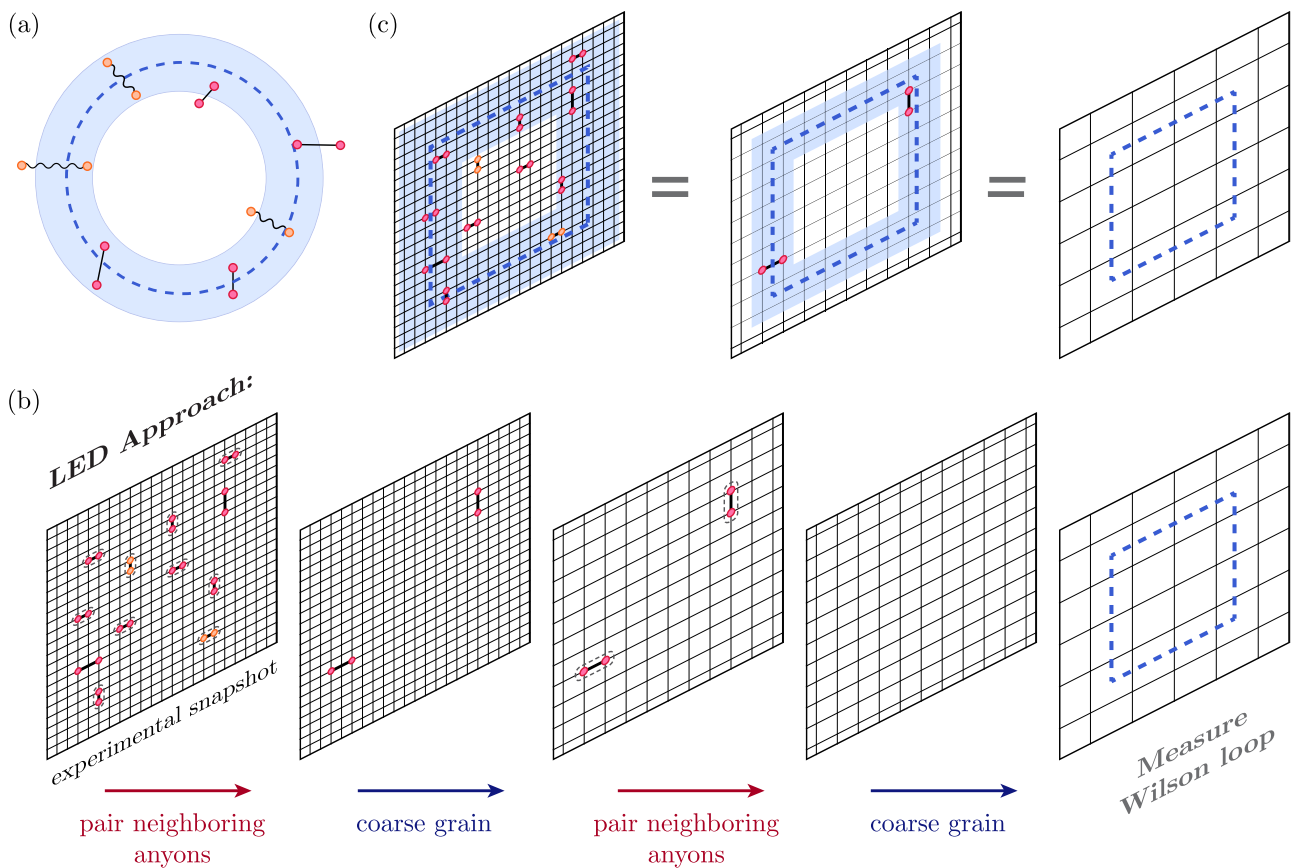 (a)
(c)
=
=
(b)
LED Approach:
experimental snapshot
Measure
Wilson loop
pair neighboring
anyons
coarse grain
pair neighboring
anyons
coarse grain